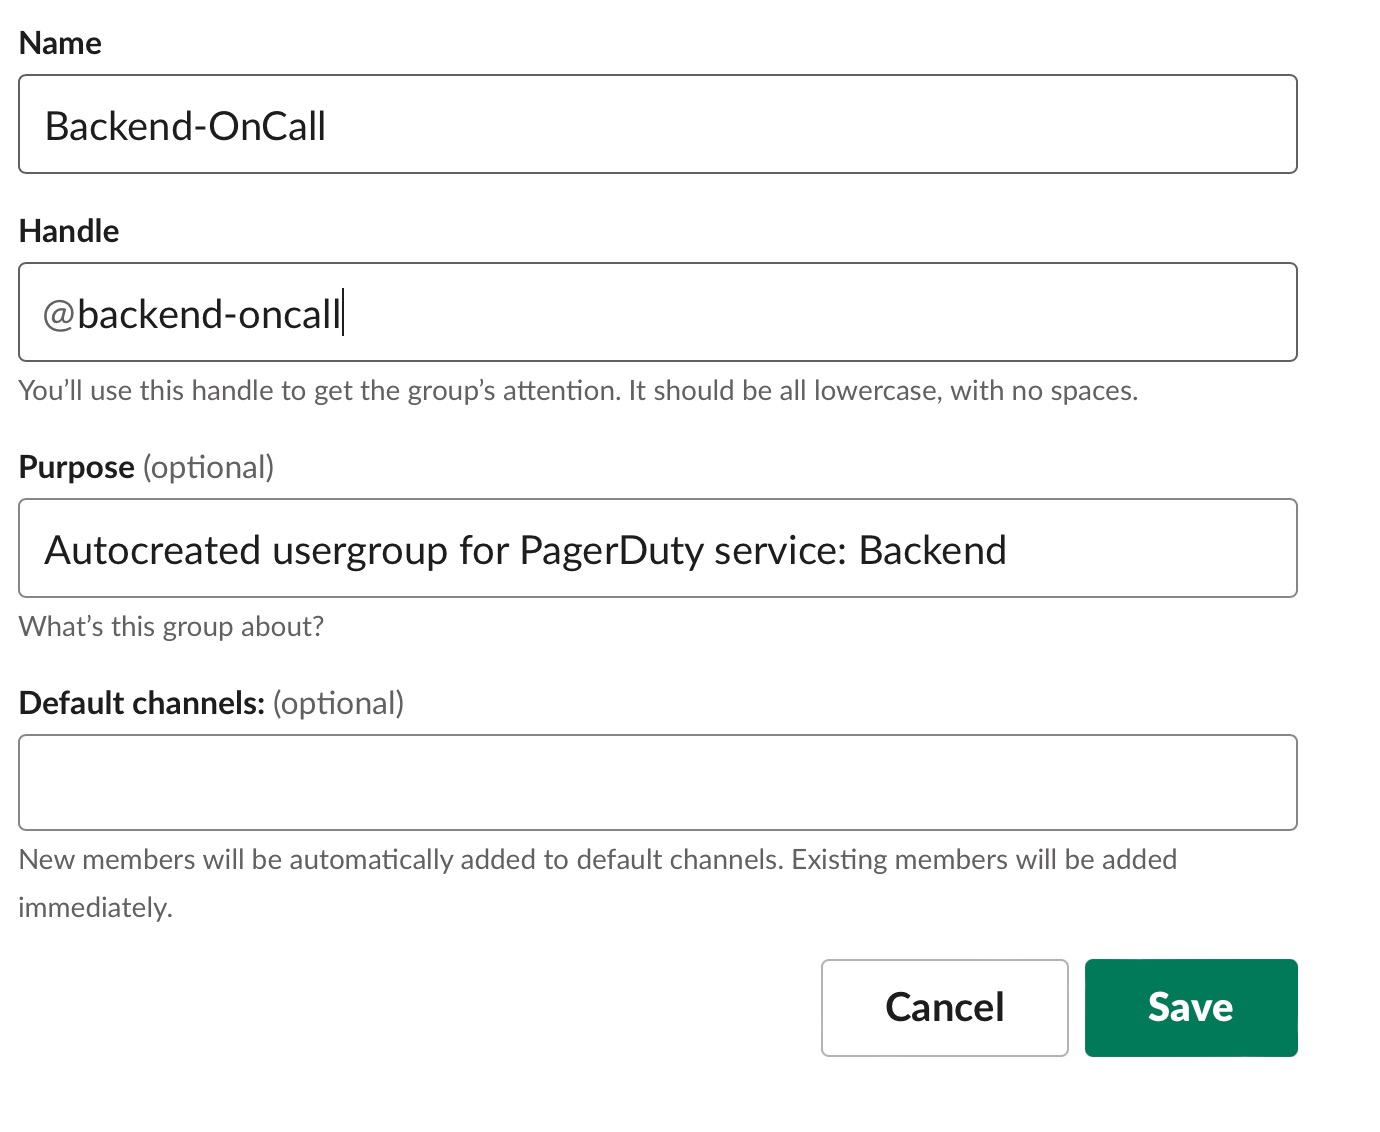 Name
Backend-OnCall
Handle
@backend-oncall
You’ll use this handle to get the group’s attention. It should be all lowercase, with no spaces.
Purpose (optional)
Autocreated usergroup for PagerDuty service: Backend
What’s this group about?
Default channels: (optional)
New members will be automatically added to default channels. Existing members will be added
immediately.
Cancel Save